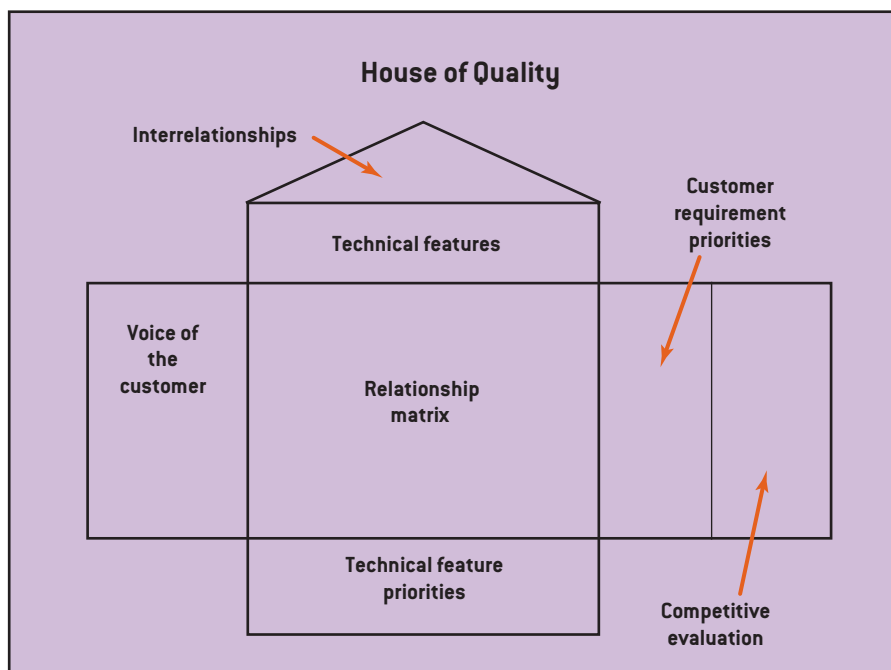 House of Quality
Interrelationships
Customer
requirement
priorities
Technical features
Voice of
the
customer
Relationship
matrix
Technical feature
priorities
Competitive
evaluation